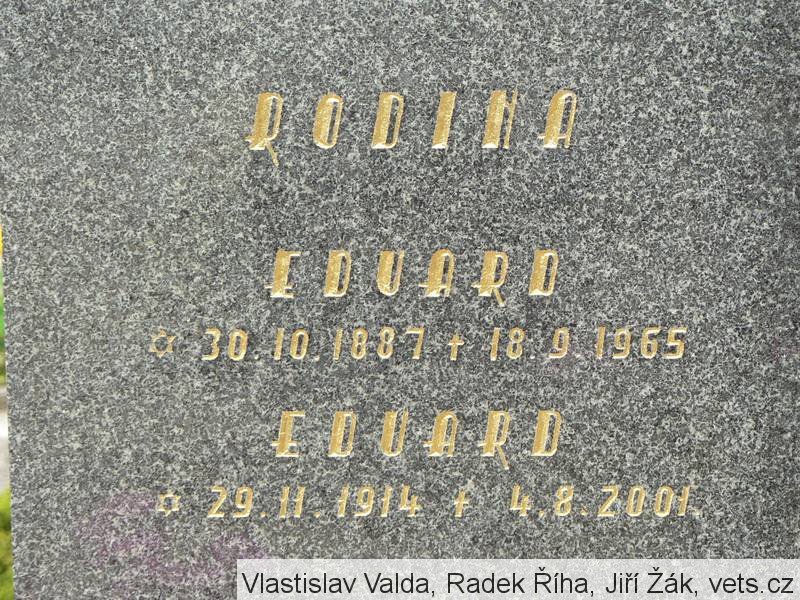 RODINA
EDUARD
✡ 30.10.1887 † 18.9.1965
EDUARD
✡ 29.11.1914 † 4.8.2001.
Vlastislav Valda, Radek Říha, Jiří Žák, vets.cz